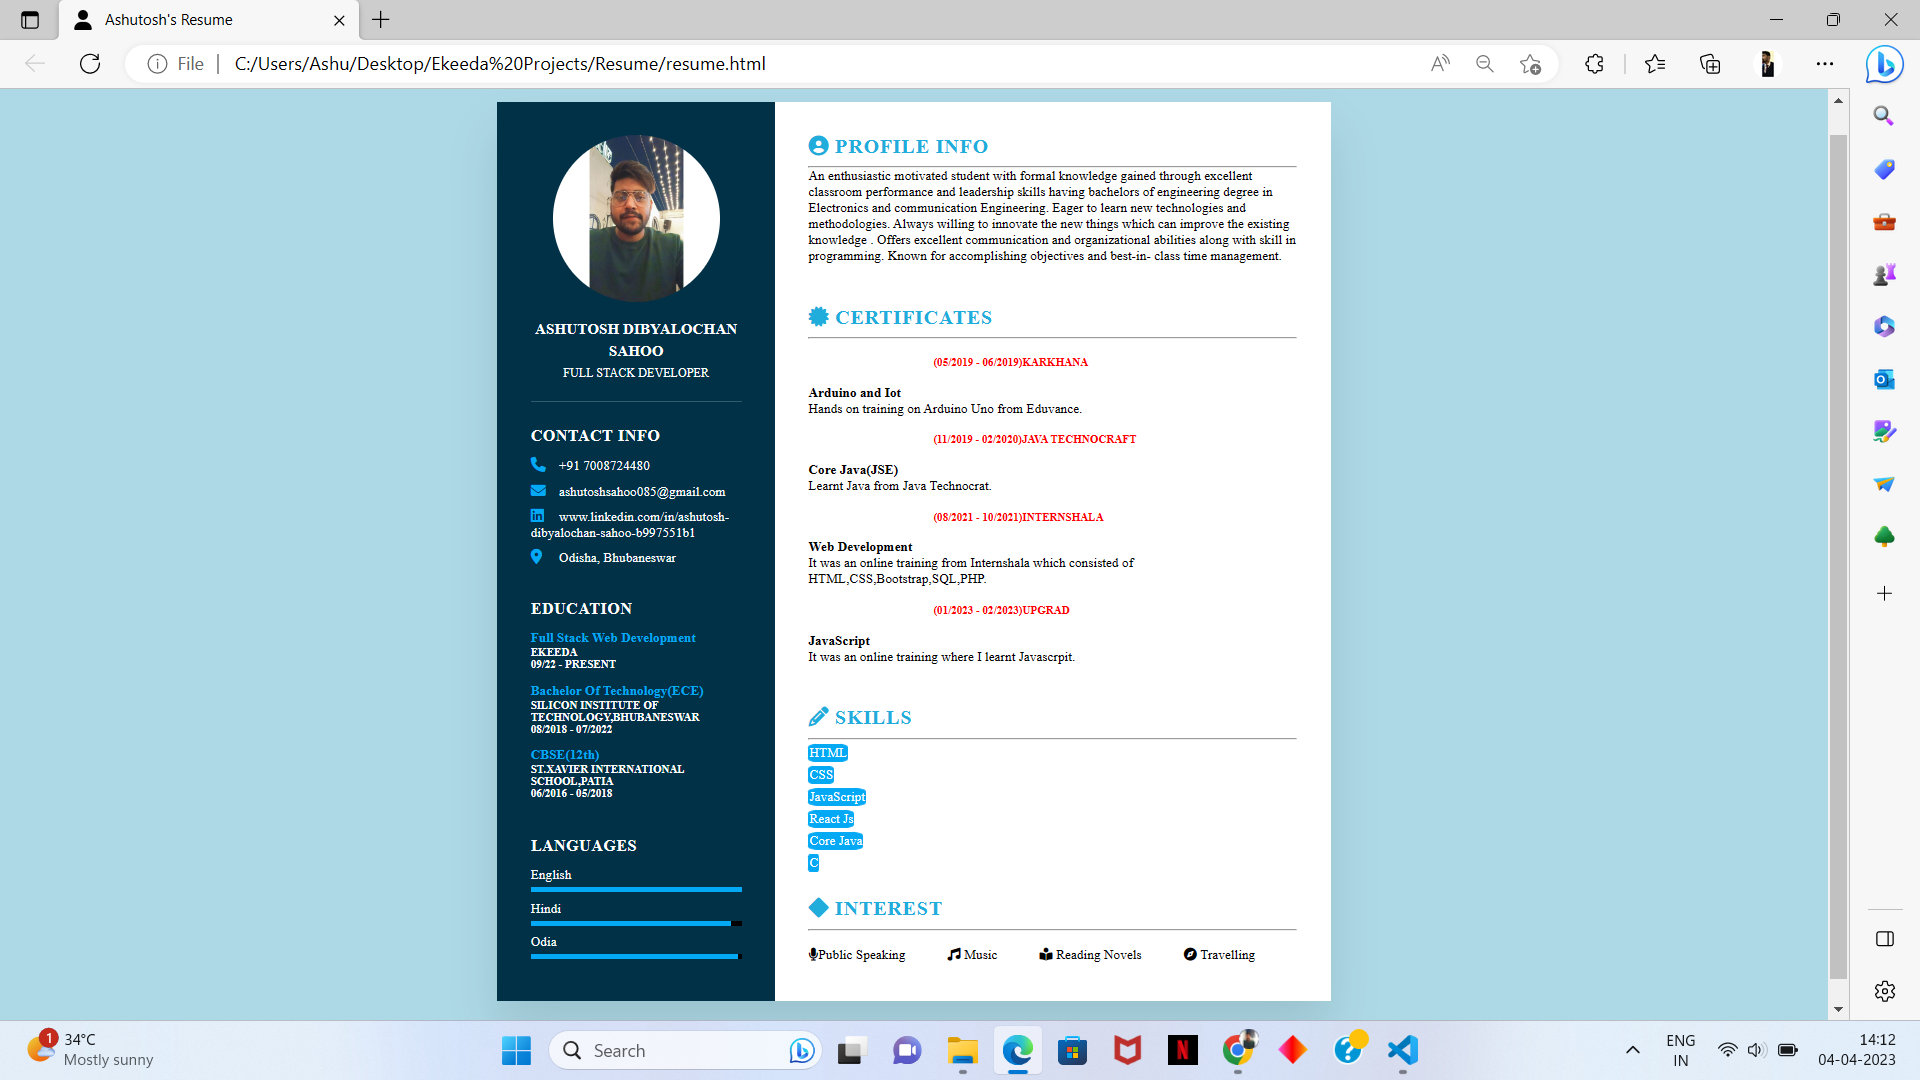 Ashutosh's Resume
File
C:/Users/Ashu/Desktop/Ekeeda%20Projects/Resume/resume.html
ASHUTOSH DIBYALOCHAN
SAHOO
FULL STACK DEVELOPER
CONTACT INFO
+91 7008724480
ashutoshsahoo085@gmail.com
www.linkedin.com/in/ashutosh-
dibyalochan-sahoo-b997551b1
Odisha, Bhubaneswar
EDUCATION
Full Stack Web Development
EKEEDA
09/22 - PRESENT
Bachelor Of Technology(ECE)
SILICON INSTITUTE OF
TECHNOLOGY,BHUBANESWAR
08/2018 - 07/2022
CBSE(12th)
ST.XAVIER INTERNATIONAL
SCHOOL,PATIA
06/2016 - 05/2018
LANGUAGES
English
Hindi
Odia
PROFILE INFO
An enthusiastic motivated student with formal knowledge gained through excellent
classroom performance and leadership skills having bachelors of engineering degree in
Electronics and communication Engineering. Eager to learn new technologies and
methodologies. Always willing to innovate the new things which can improve the existing
knowledge . Offers excellent communication and organizational abilities along with skill in
programming. Known for accomplishing objectives and best-in- class time management.
CERTIFICATES
(05/2019 - 06/2019)KARKHANA
Arduino and Iot
Hands on training on Arduino Uno from Eduvance.
(11/2019 - 02/2020)JAVA TECHNOCRAFT
Core Java(JSE)
Learnt Java from Java Technocrat.
(08/2021 - 10/2021)INTERNSHALA
Web Development
It was an online training from Internshala which consisted of
HTML,CSS,Bootstrap,SQL,PHP.
(01/2023 - 02/2023)UPGRAD
JavaScript
It was an online training where I learnt Javascrpit.
SKILLS
HTML
CSS
JavaScript
React Js
Core Java
C
INTEREST
Public Speaking
Music
Reading Novels
Travelling
1
34°C
Mostly sunny
Search
N
ENG
IN
14:12
04-04-2023